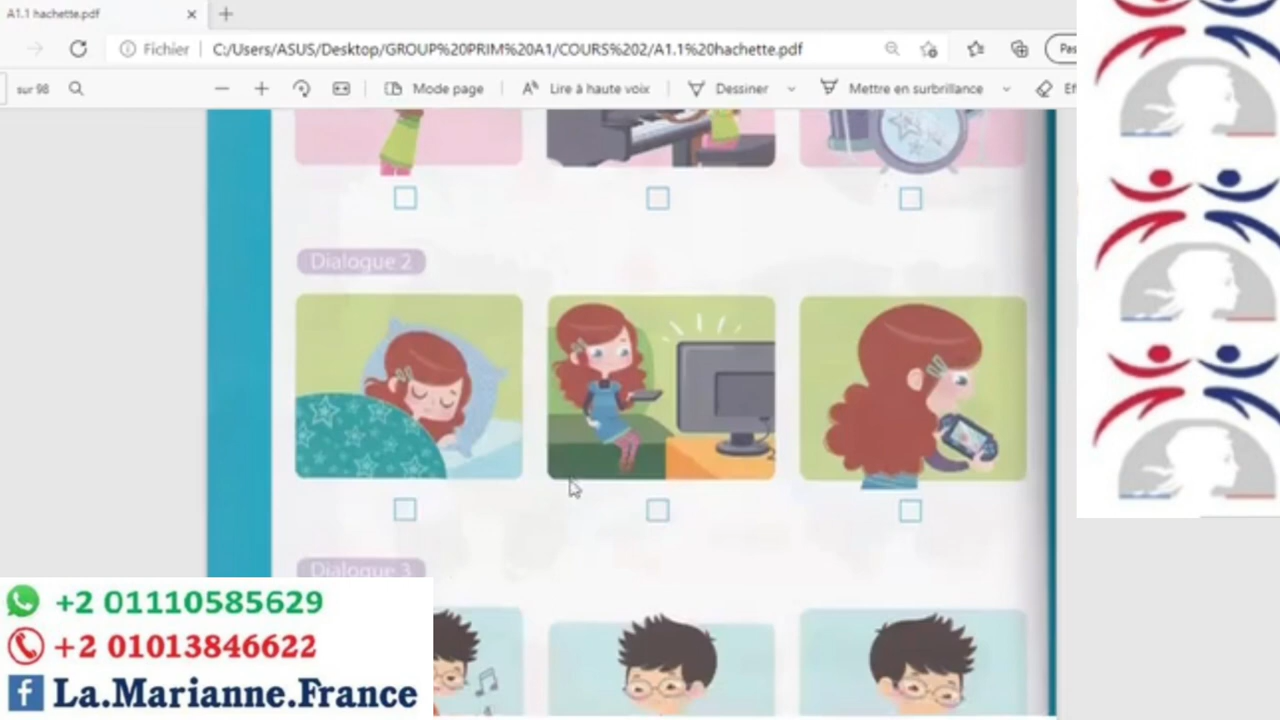 A1.1 hachette.pdf
Fichier
C:/Users/ASUS/Desktop/GROUP%20PRIM%20A1/COURS%202/A1.1%20hachette.pdf
sur 98
Mode page
Lire à haute voix
Dessiner
Mettre en surbrillance
Dialogue 2
Dialogue 3
+2 01110585629
+2 01013846622
La.Marianne.France